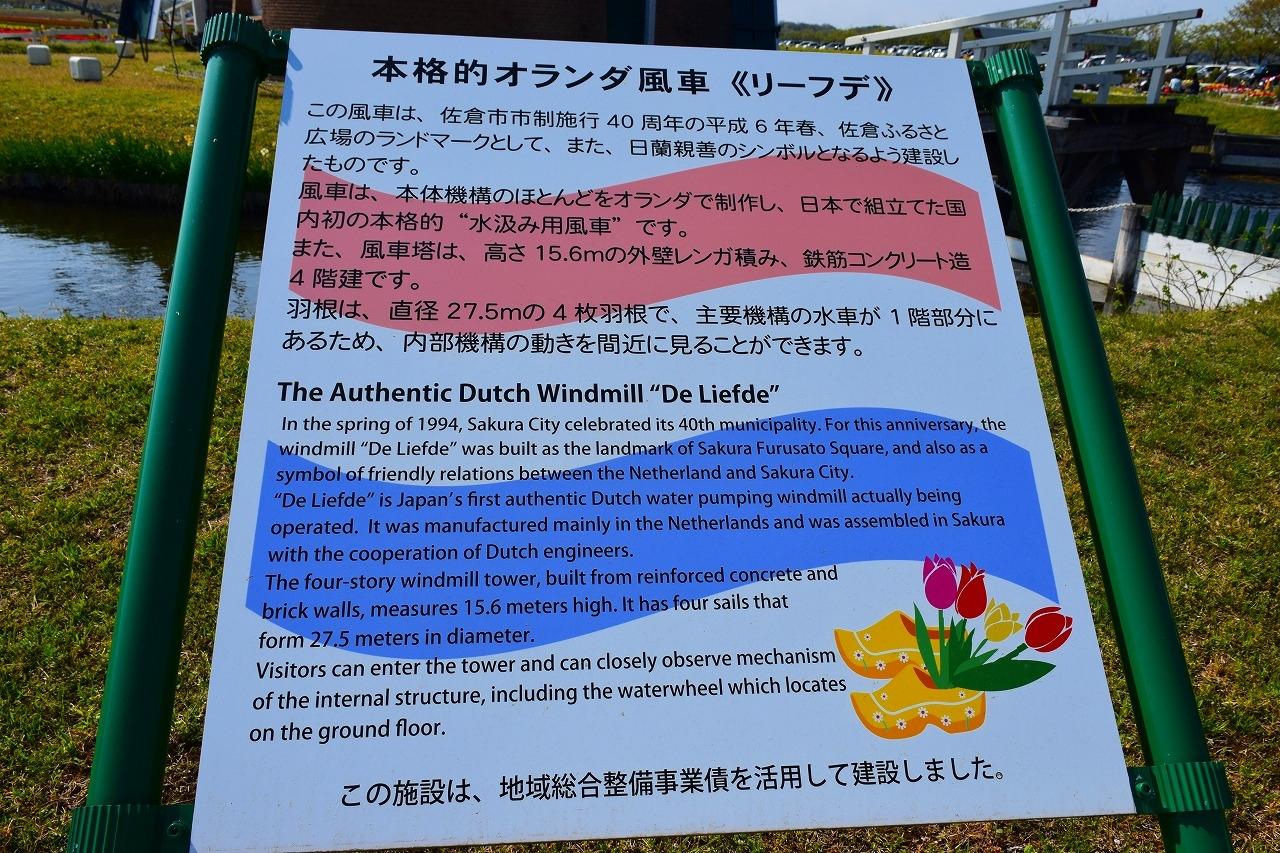 本格的オランダ風車《リーフデ》
この風車は、佐倉市市制施行 40 周年の平成 6 年春、佐倉ふるさと
広場のランドマークとして、また、日蘭親善のシンボルとなるよう建設し
たものです。
風車は、本体機構のほとんどをオランダで制作し、日本で組立てた国
内初の本格的“水汲み用風車”です。
また、風車塔は、高さ 15.6mの外壁レンガ積み、鉄筋コンクリート造
4 階建です。
羽根は、直径 27.5mの 4 枚羽根で、主要機構の水車が 1 階部分に
あるため、内部機構の動きを間近に見ることができます。
The Authentic Dutch Windmill “De Liefde”
In the spring of 1994, Sakura City celebrated its 40th municipality. For this anniversary, the
windmill “De Liefde” was built as the landmark of Sakura Furusato Square, and also as a
symbol of friendly relations between the Netherland and Sakura City.
“De Liefde” is Japan’s first authentic Dutch water pumping windmill actually being
operated. It was manufactured mainly in the Netherlands and was assembled in Sakura
with the cooperation of Dutch engineers.
The four-story windmill tower, built from reinforced concrete and
brick walls, measures 15.6 meters high. It has four sails that
form 27.5 meters in diameter.
Visitors can enter the tower and can closely observe mechanism
of the internal structure, including the waterwheel which locates
on the ground floor.
この施設は、地域総合整備事業債を活用して建設しました。